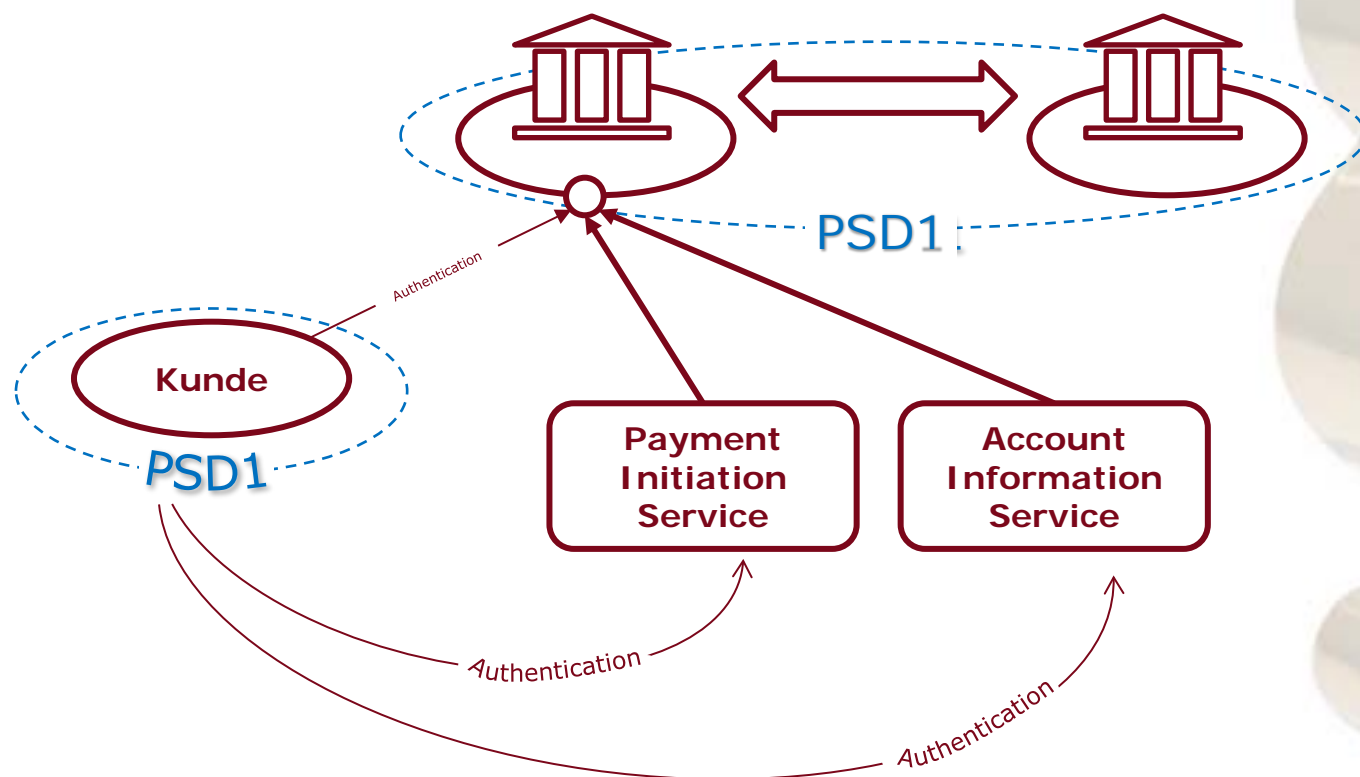 PSD1
Authentication
Kunde
PSD1
Payment
Initiation
Service
Account
Information
Service
Authentication
Authentication